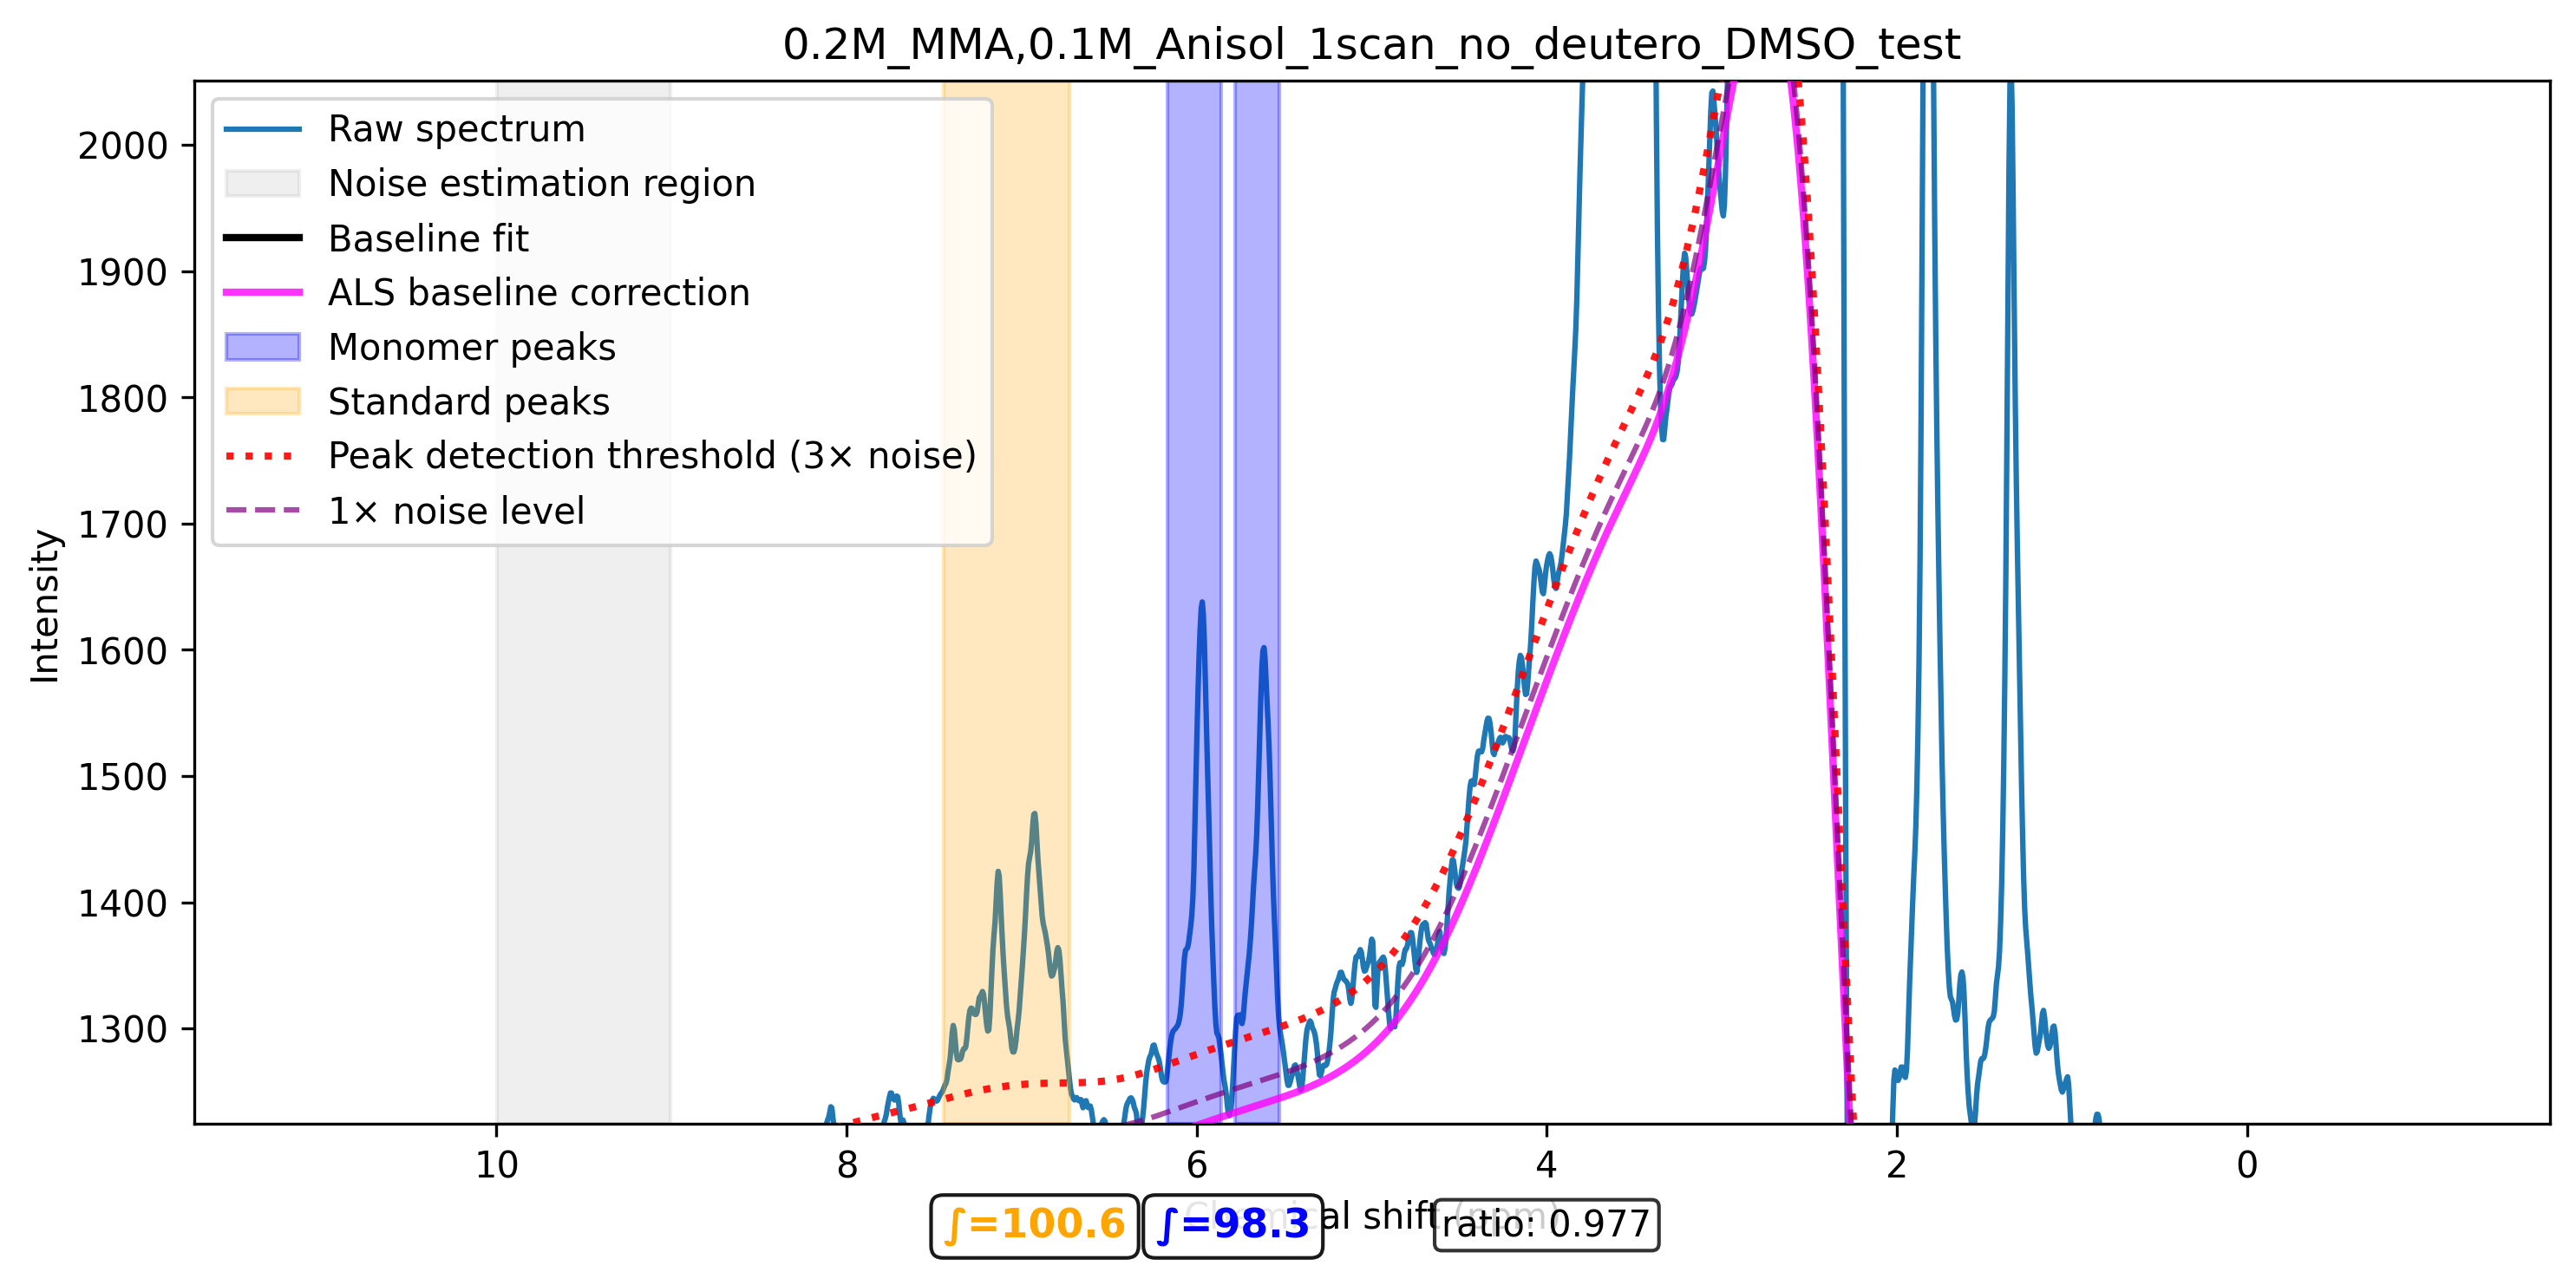 0.2M_MMA,0.1M_Anisol_1scan_no_deutero_DMSO_test
Raw spectrum
Noise estimation region
Baseline fit
ALS baseline correction
Monomer peaks
Standard peaks
Peak detection threshold (3× noise)
1× noise level
Intensity
2000
1900
1800
1700
1600
1500
1400
1300
10 8 6 4 2 0
Chemical shift (ppm)
∫=100.6
∫=98.3
ratio: 0.977